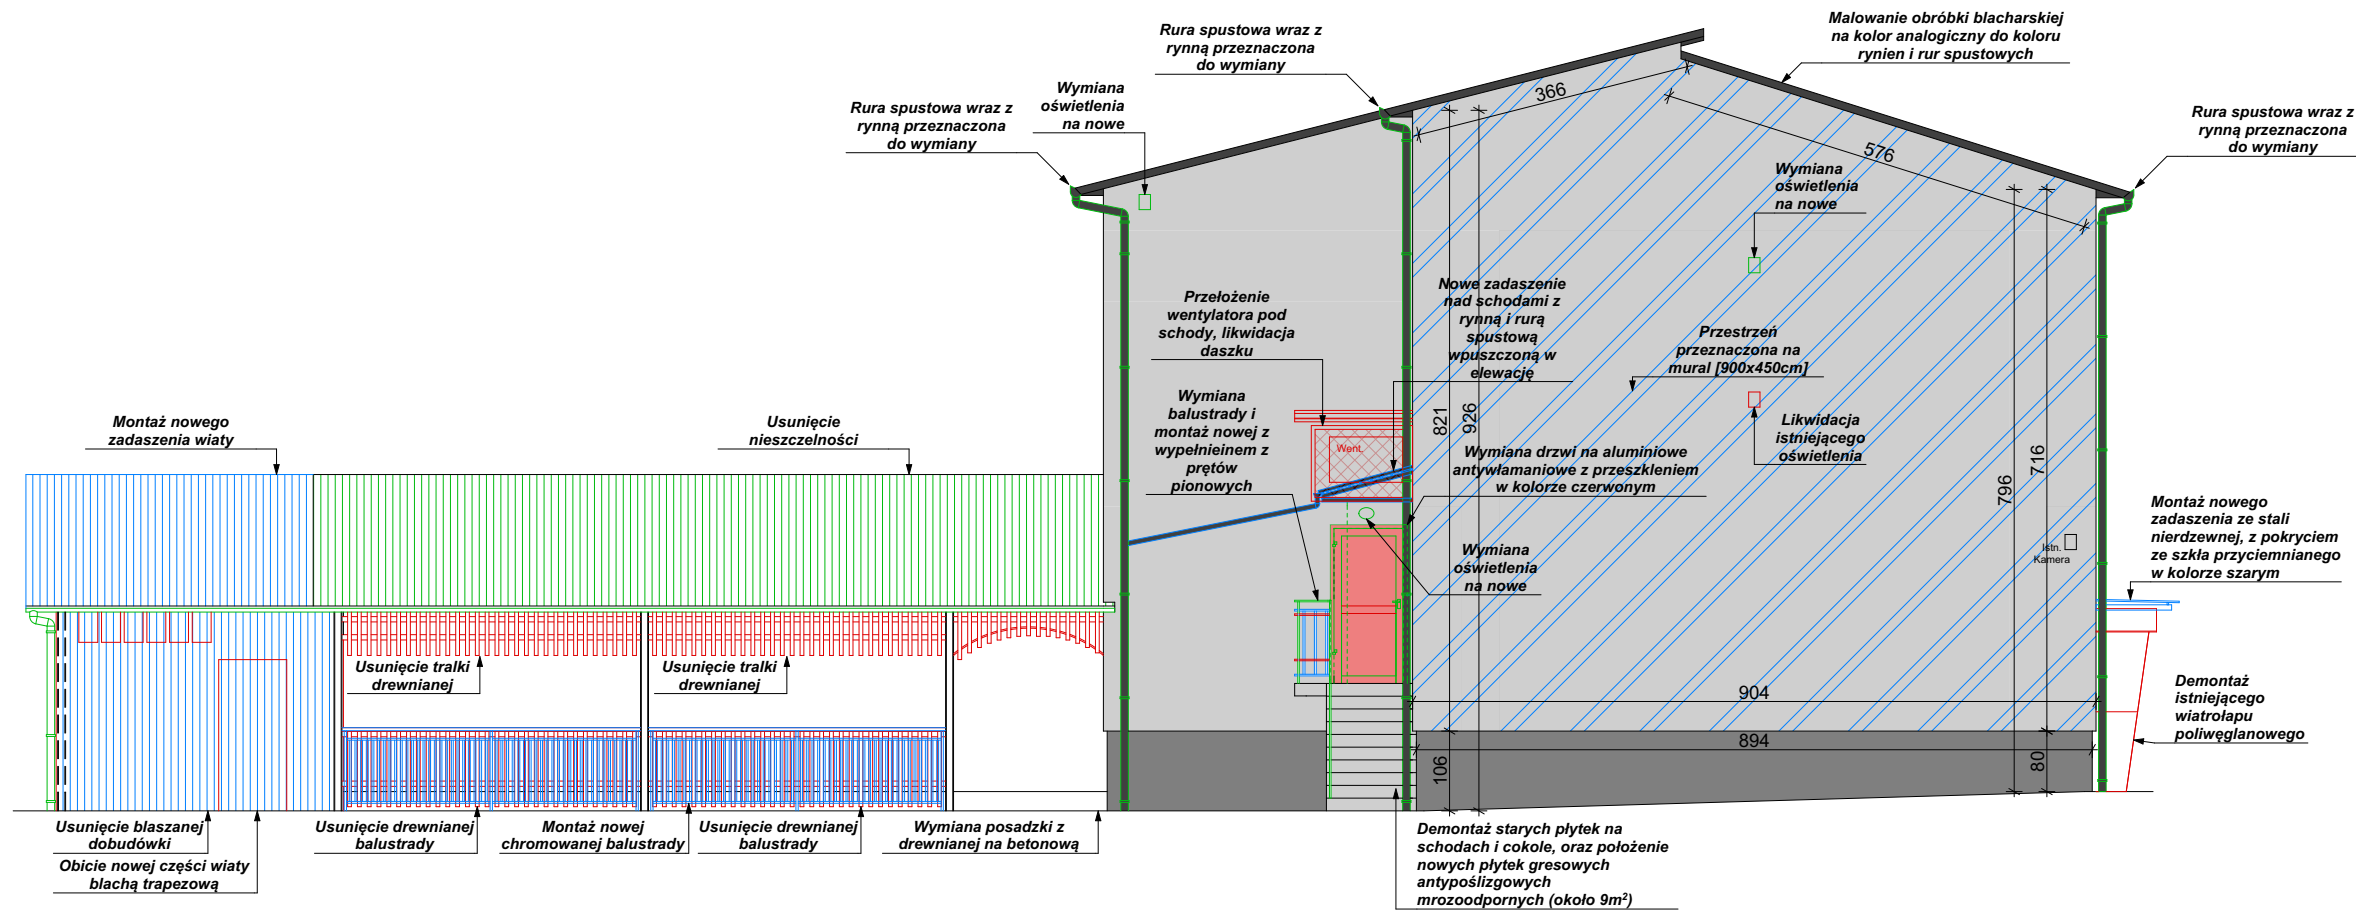 Malowanie obróbki blacharskiej
na kolor analogiczny do koloru
rynien i rur spustowych
Rura spustowa wraz z
rynną przeznaczona
do wymiany
Wymiana
oświetlenia
na nowe
Rura spustowa wraz z
rynną przeznaczona
do wymiany
Rura spustowa wraz z
rynną przeznaczona
do wymiany
366
576
Wymiana
oświetlenia
na nowe
Przełożenie
wentylatora pod
schody, likwidacja
daszku
Nowe zadaszenie
nad schodami z
rynną i rurą
spustową
wpuszczoną w
elewację
Przestrzeń
przeznaczona na
mural [900x450cm]
Wymiana
balustrady i
montaż nowej z
wypełnieinem z
prętów
pionowych
821
926
Likwidacja
istniejącego
oświetlenia
Went.
Wymiana drzwi na aluminiowe
antywłamaniowe z przeszkleniem
w kolorze czerwonym
796
716
Montaż nowego
zadaszenia wiaty
Usunięcie
nieszczelności
Montaż nowego
zadaszenia ze stali
nierdzewnej, z pokryciem
ze szkła przyciemnianego
w kolorze szarym
Istn.
Kamera
Wymiana
oświetlenia
na nowe
Usunięcie tralki
drewnianej
Usunięcie tralki
drewnianej
904
894
106
80
Demontaż
istniejącego
wiatrołapu
poliwęglanowego
Usunięcie blaszanej
dobudówki
Obicie nowej części wiaty
blachą trapezową
Usunięcie drewnianej
balustrady
Montaż nowej
chromowanej balustrady
Usunięcie drewnianej
balustrady
Wymiana posadzki z
drewnianej na betonową
Demontaż starych płytek na
schodach i cokole, oraz położenie
nowych płytek gresowych
antypoślizgowych
mrozoodpornych (około 9m²)